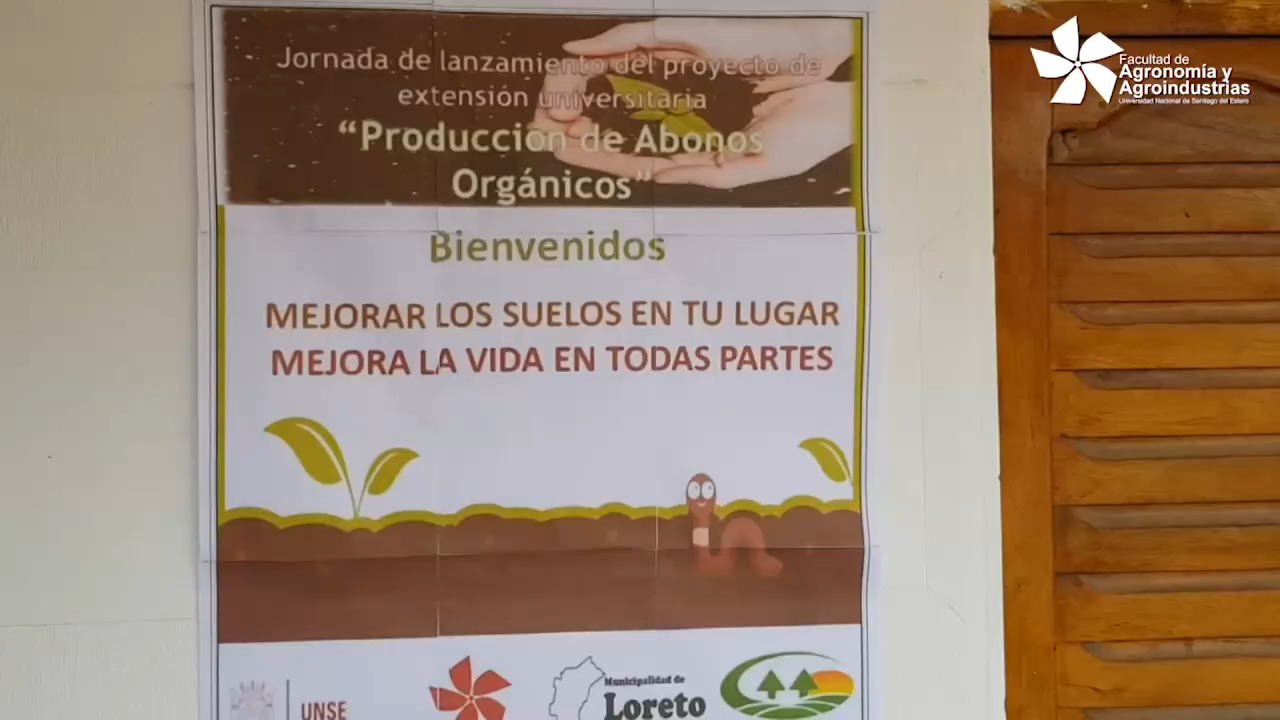 Facultad de
Agronomía y
Agroindustrias
Universidad Nacional de Santiago del Estero
Jornada de lanzamiento del proyecto de
extensión universitaria
“Producción de Abonos
Orgánicos”
Bienvenidos
MEJORAR LOS SUELOS EN TU LUGAR
MEJORA LA VIDA EN TODAS PARTES
UNSE
Municipalidad de
Loreto